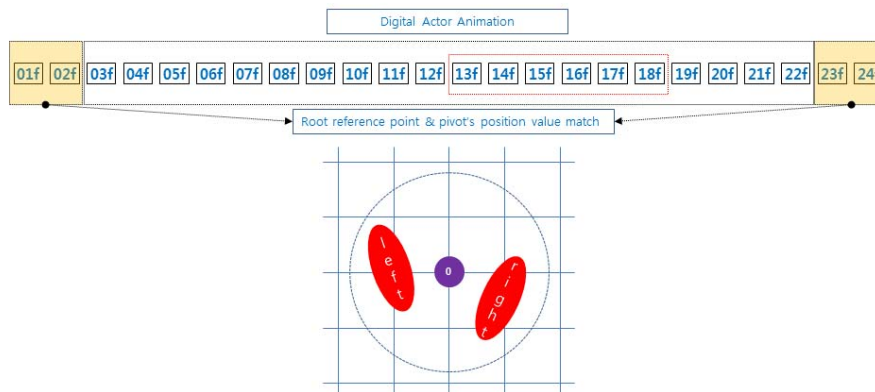 Digital Actor Animation
01f 02f 03f 04f 05f 06f 07f 08f 09f 10f 11f 12f 13f 14f 15f 16f 17f 18f 19f 20f 21f 22f 23f 24f
Root reference point & pivot's position value match
left
0
right